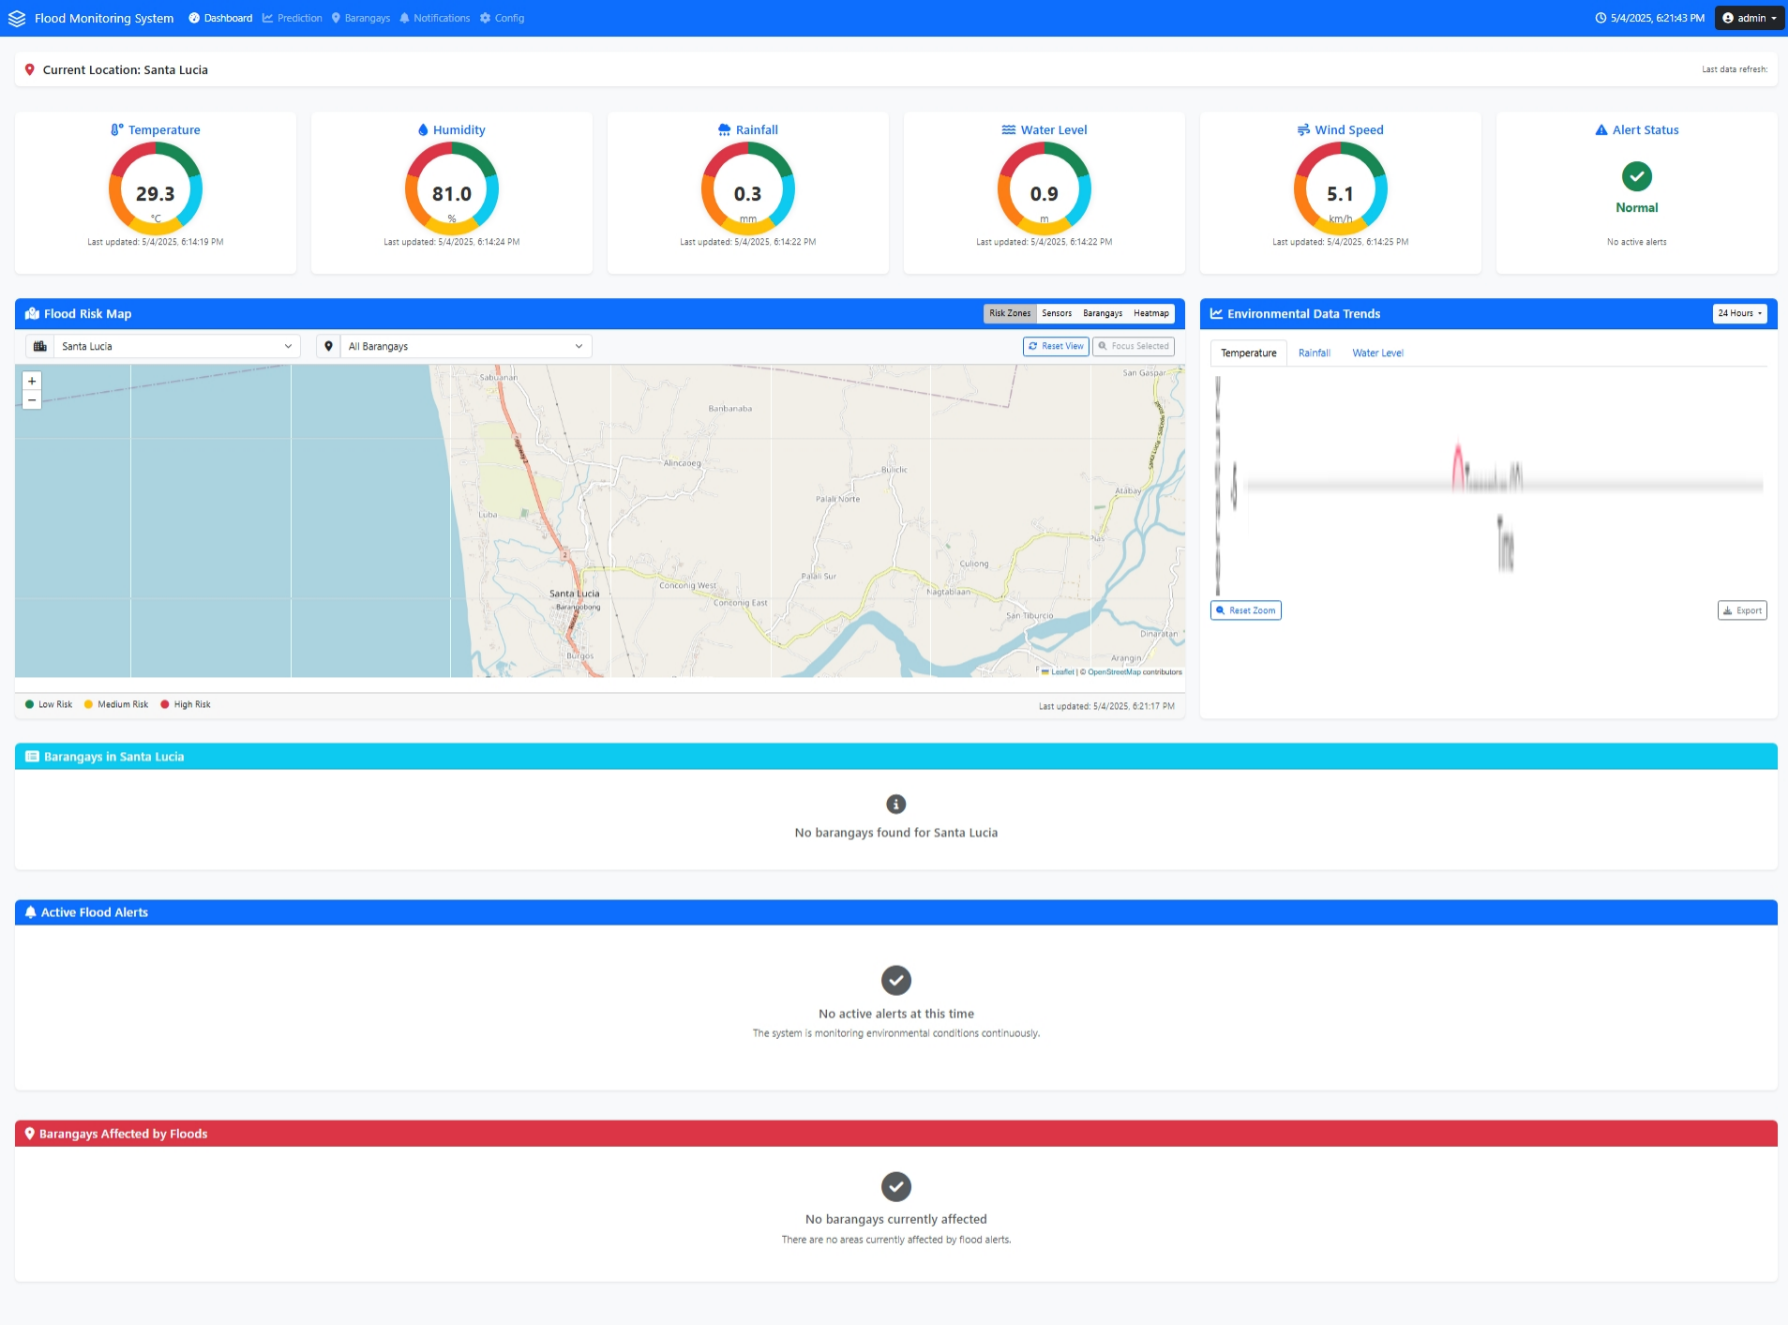 Flood Monitoring System Dashboard Prediction Barangays Notifications Config 5/4/2025, 6:21:43 PM admin
Current Location: Santa Lucia
Last data refresh:
Temperature
29.3
°C
Last updated: 5/4/2025, 6:14:19 PM
Humidity
81.0
%
Last updated: 5/4/2025, 6:14:24 PM
Rainfall
0.3
mm
Last updated: 5/4/2025, 6:14:22 PM
Water Level
0.9
m
Last updated: 5/4/2025, 6:14:22 PM
Wind Speed
5.1
km/h
Last updated: 5/4/2025, 6:14:25 PM
Alert Status
Normal
No active alerts
Flood Risk Map
Risk Zones Sensors Barangays Heatmap
Santa Lucia
All Barangays
Reset View Focus Selected
+
−
Sabuanan
San Gaspar
Banbanaba
Alinczoeg
Bulclic
Palali Norte
Atabay
Luba
Pias
2
Culiong
Palali Sur
Conconig West
Nagtablaan
Santa Lucia
Conconig East
Barangobong
San Tiburcio
Dinaratan
Burgos
Arangin
Leaflet | © OpenStreetMap contributors
Low Risk Medium Risk High Risk
Last updated: 5/4/2025, 6:21:17 PM
Environmental Data Trends
24 Hours
Temperature Rainfall Water Level
Time
Reset Zoom
Export
Barangays in Santa Lucia
No barangays found for Santa Lucia
Active Flood Alerts
No active alerts at this time
The system is monitoring environmental conditions continuously.
Barangays Affected by Floods
No barangays currently affected
There are no areas currently affected by flood alerts.